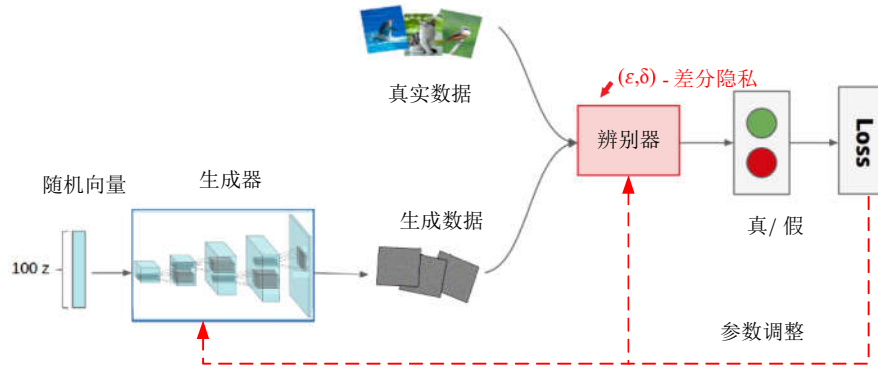 (ε,δ) - 差分隐私
真实数据
辨别器
Loss
随机向量
生成器
生成数据
真/ 假
100 z
参数调整